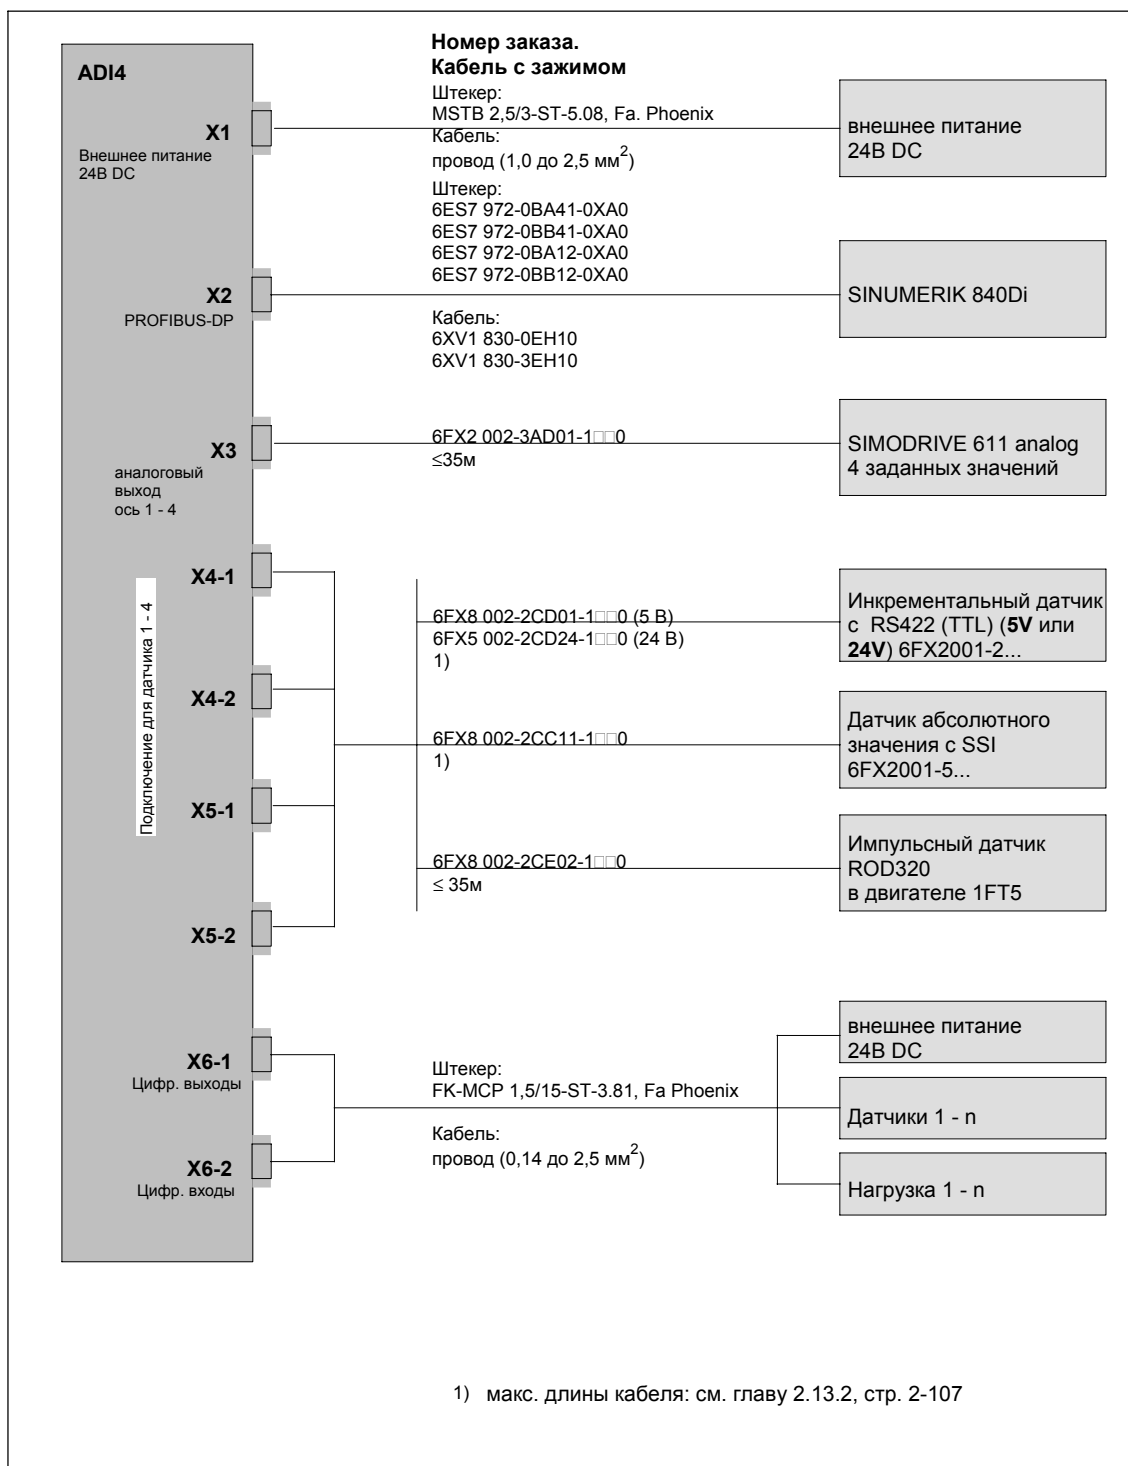 Номер заказа.
Кабель с зажимом
ADI4
X1
Внешнее питание
24В DC
Штекер:
MSTB 2,5/3-ST-5.08, Fa. Phoenix
Кабель:
провод (1,0 до 2,5 мм²)
внешнее питание
24В DC
Штекер:
6ES7 972-0BA41-0XA0
6ES7 972-0BB41-0XA0
6ES7 972-0BA12-0XA0
6ES7 972-0BB12-0XA0
X2
PROFIBUS-DP
Кабель:
6XV1 830-0EH10
6XV1 830-3EH10
SINUMERIK 840Di
X3
аналоговый
выход
ось 1 - 4
6FX2 002-3AD01-1□□0
≤35м
SIMODRIVE 611 analog
4 заданных значений
Подключение для датчика 1 - 4
X4-1
X4-2
X5-1
X5-2
6FX8 002-2CD01-1□□0 (5 В)
6FX5 002-2CD24-1□□0 (24 В)
1)
Инкрементальный датчик
с RS422 (TTL) (5V или
24V) 6FX2001-2...
6FX8 002-2CC11-1□□0
1)
Датчик абсолютного
значения с SSI
6FX2001-5...
6FX8 002-2CE02-1□□0
≤ 35м
Импульсный датчик
ROD320
в двигателе 1FT5
X6-1
Цифр. выходы
X6-2
Цифр. входы
Штекер:
FK-MCP 1,5/15-ST-3.81, Fa Phoenix
Кабель:
провод (0,14 до 2,5 мм²)
внешнее питание
24В DC
Датчики 1 - n
Нагрузка 1 - n
1) макс. длины кабеля: см. главу 2.13.2, стр. 2-107